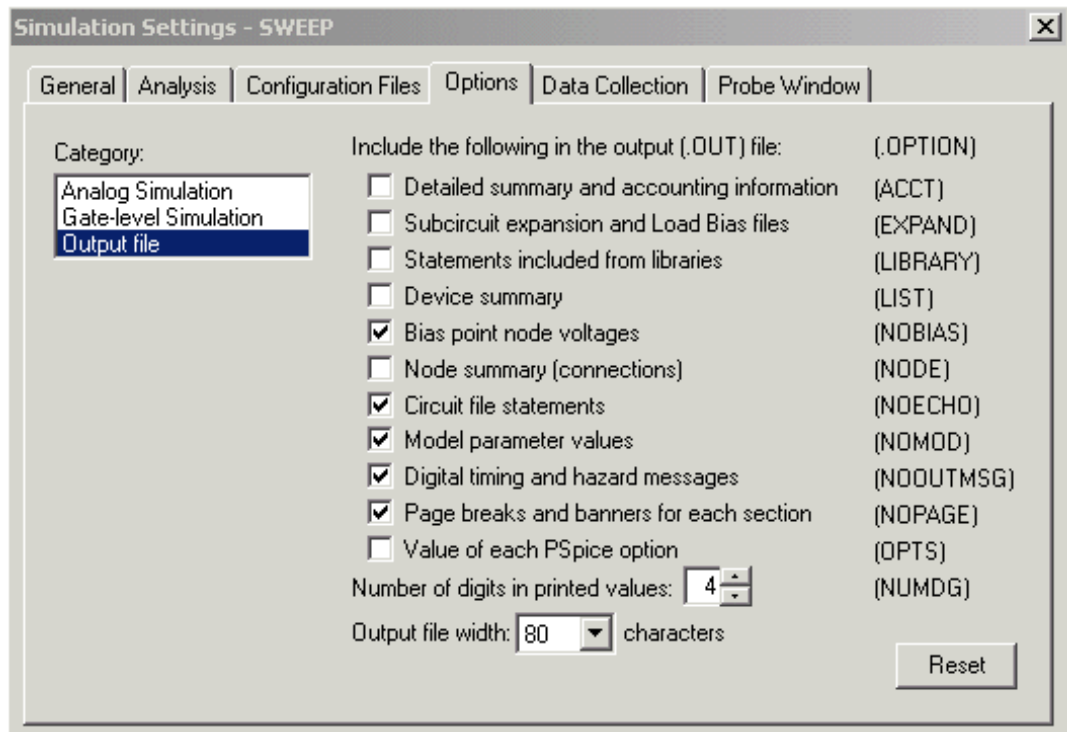 Simulation Settings - SWEEP
General Analysis Configuration Files Options Data Collection Probe Window
Category:
Analog Simulation
Gate-level Simulation
Output file
Include the following in the output (.OUT) file: (.OPTION)
Detailed summary and accounting information (ACCT)
Subcircuit expansion and Load Bias files (EXPAND)
Statements included from libraries (LIBRARY)
Device summary (LIST)
Bias point node voltages (NOBIAS)
Node summary (connections) (NODE)
Circuit file statements (NOECHO)
Model parameter values (NOMOD)
Digital timing and hazard messages (NOOUTMSG)
Page breaks and banners for each section (NOPAGE)
Value of each PSpice option (OPTS)
Number of digits in printed values: 4 (NUMDG)
Output file width: 80 characters
Reset